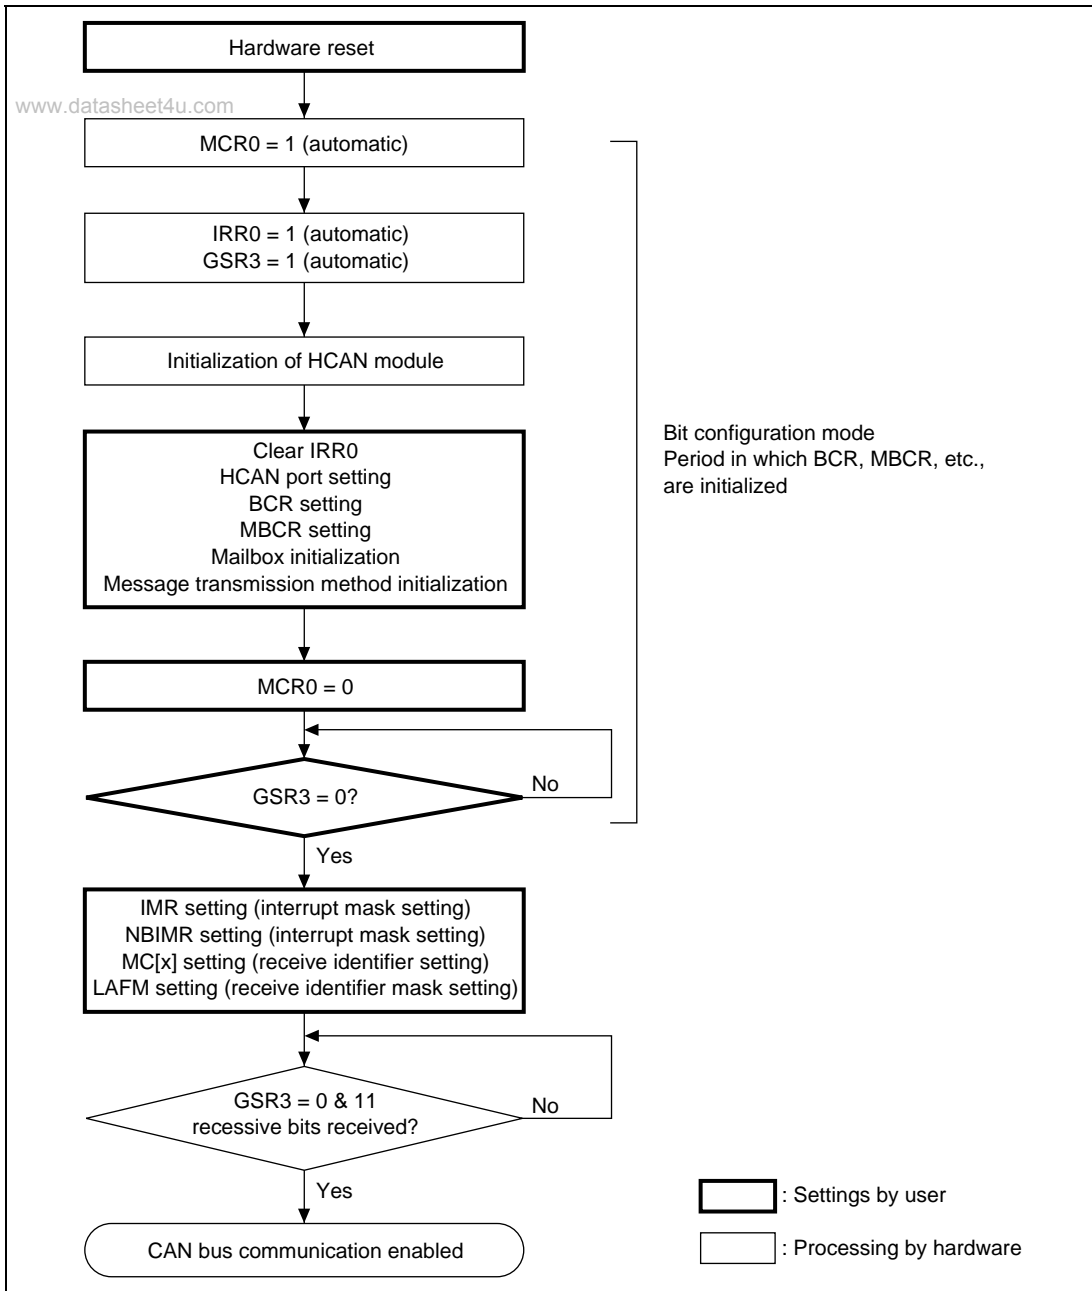 Hardware reset
www.datasheet4u.com
MCR0 = 1 (automatic)
IRR0 = 1 (automatic)
GSR3 = 1 (automatic)
Initialization of HCAN module
Clear IRR0
HCAN port setting
BCR setting
MBCR setting
Mailbox initialization
Message transmission method initialization
Bit configuration mode
Period in which BCR, MBCR, etc.,
are initialized
MCR0 = 0
GSR3 = 0?
No
Yes
IMR setting (interrupt mask setting)
NBIMR setting (interrupt mask setting)
MC[x] setting (receive identifier setting)
LAFM setting (receive identifier mask setting)
GSR3 = 0 & 11
recessive bits received?
No
Yes
CAN bus communication enabled
: Settings by user
: Processing by hardware